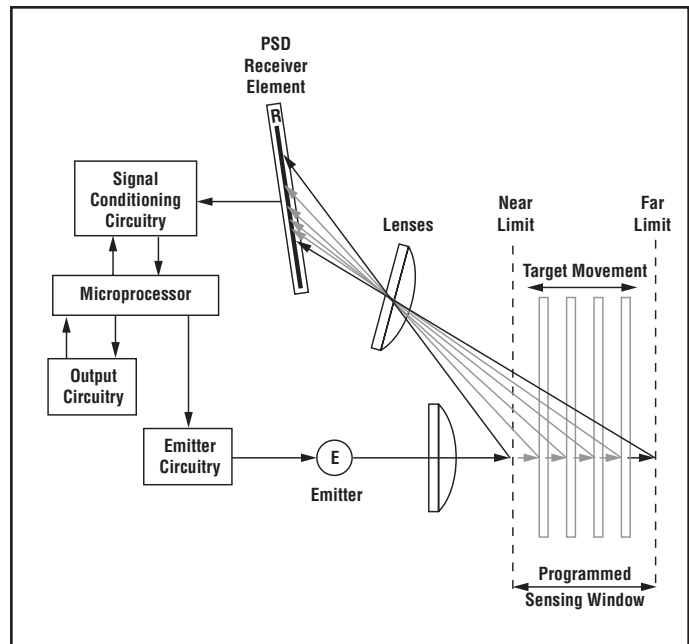 PSD
Receiver
Element
R
Signal
Conditioning
Circuitry
Lenses
Near
Limit
Far
Limit
Target Movement
Microprocessor
Output
Circuitry
Emitter
Circuitry
E
Emitter
Programmed
Sensing Window